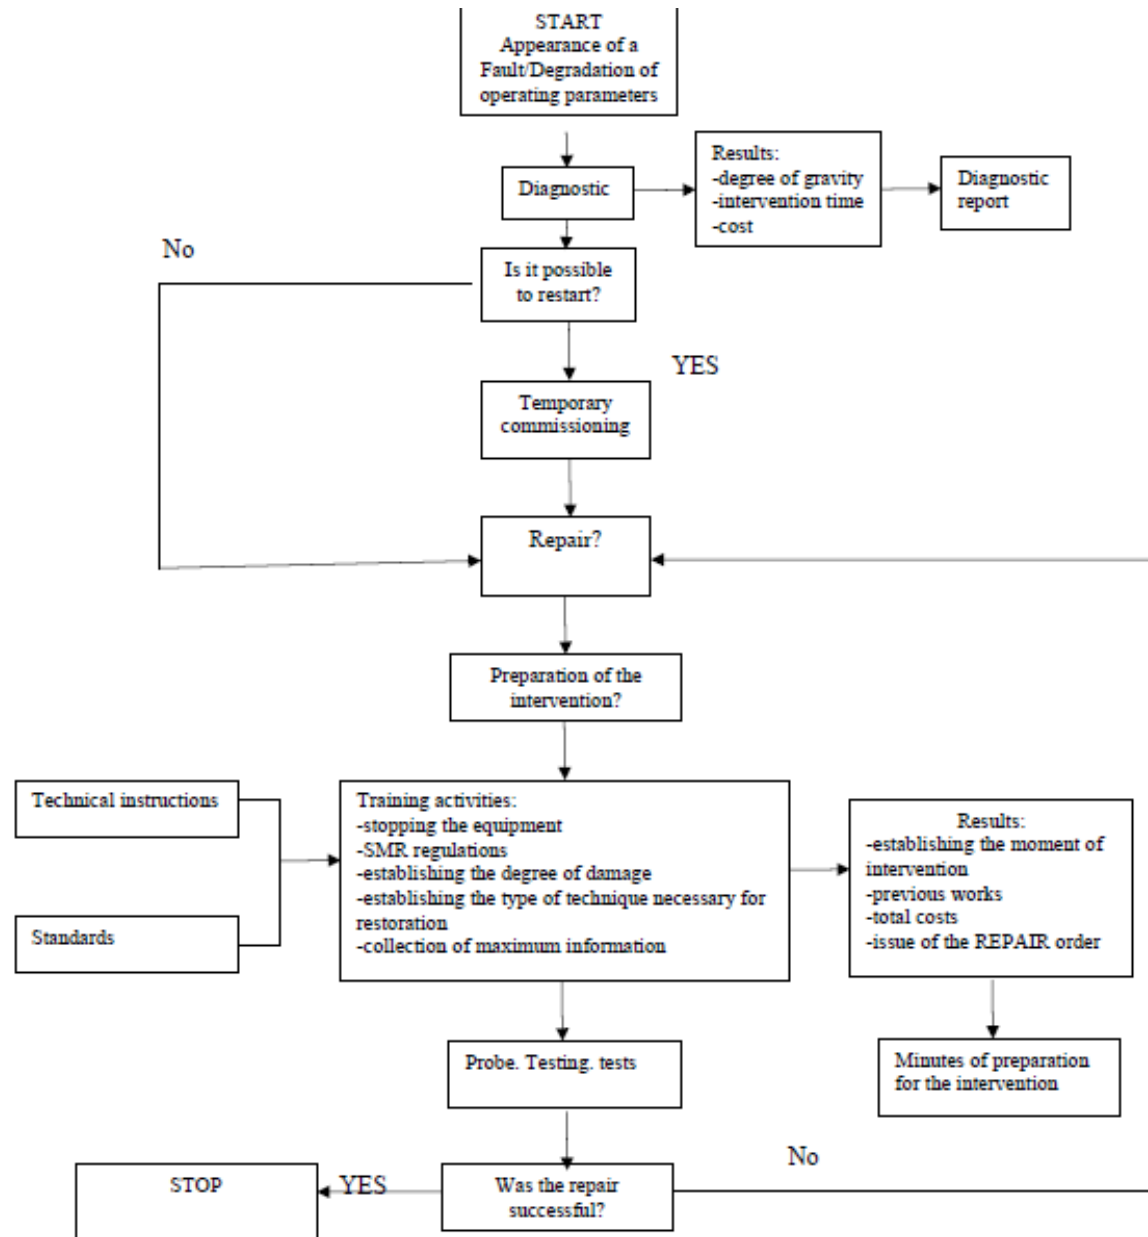 START
Appearance of a
Fault/Degradation of
operating parameters
Diagnostic
Results:
-degree of gravity
-intervention time
-cost
Diagnostic
report
No
Is it possible
to restart?
YES
Temporary
commissioning
Repair?
Preparation of the
intervention?
Technical instructions
Standards
Training activities:
-stopping the equipment
-SMR regulations
-establishing the degree of damage
-establishing the type of technique necessary for
restoration
-collection of maximum information
Results:
-establishing the moment of
intervention
-previous works
-total costs
-issue of the REPAIR order
Probe. Testing. tests
Minutes of preparation
for the intervention
No
STOP
YES
Was the repair
successful?